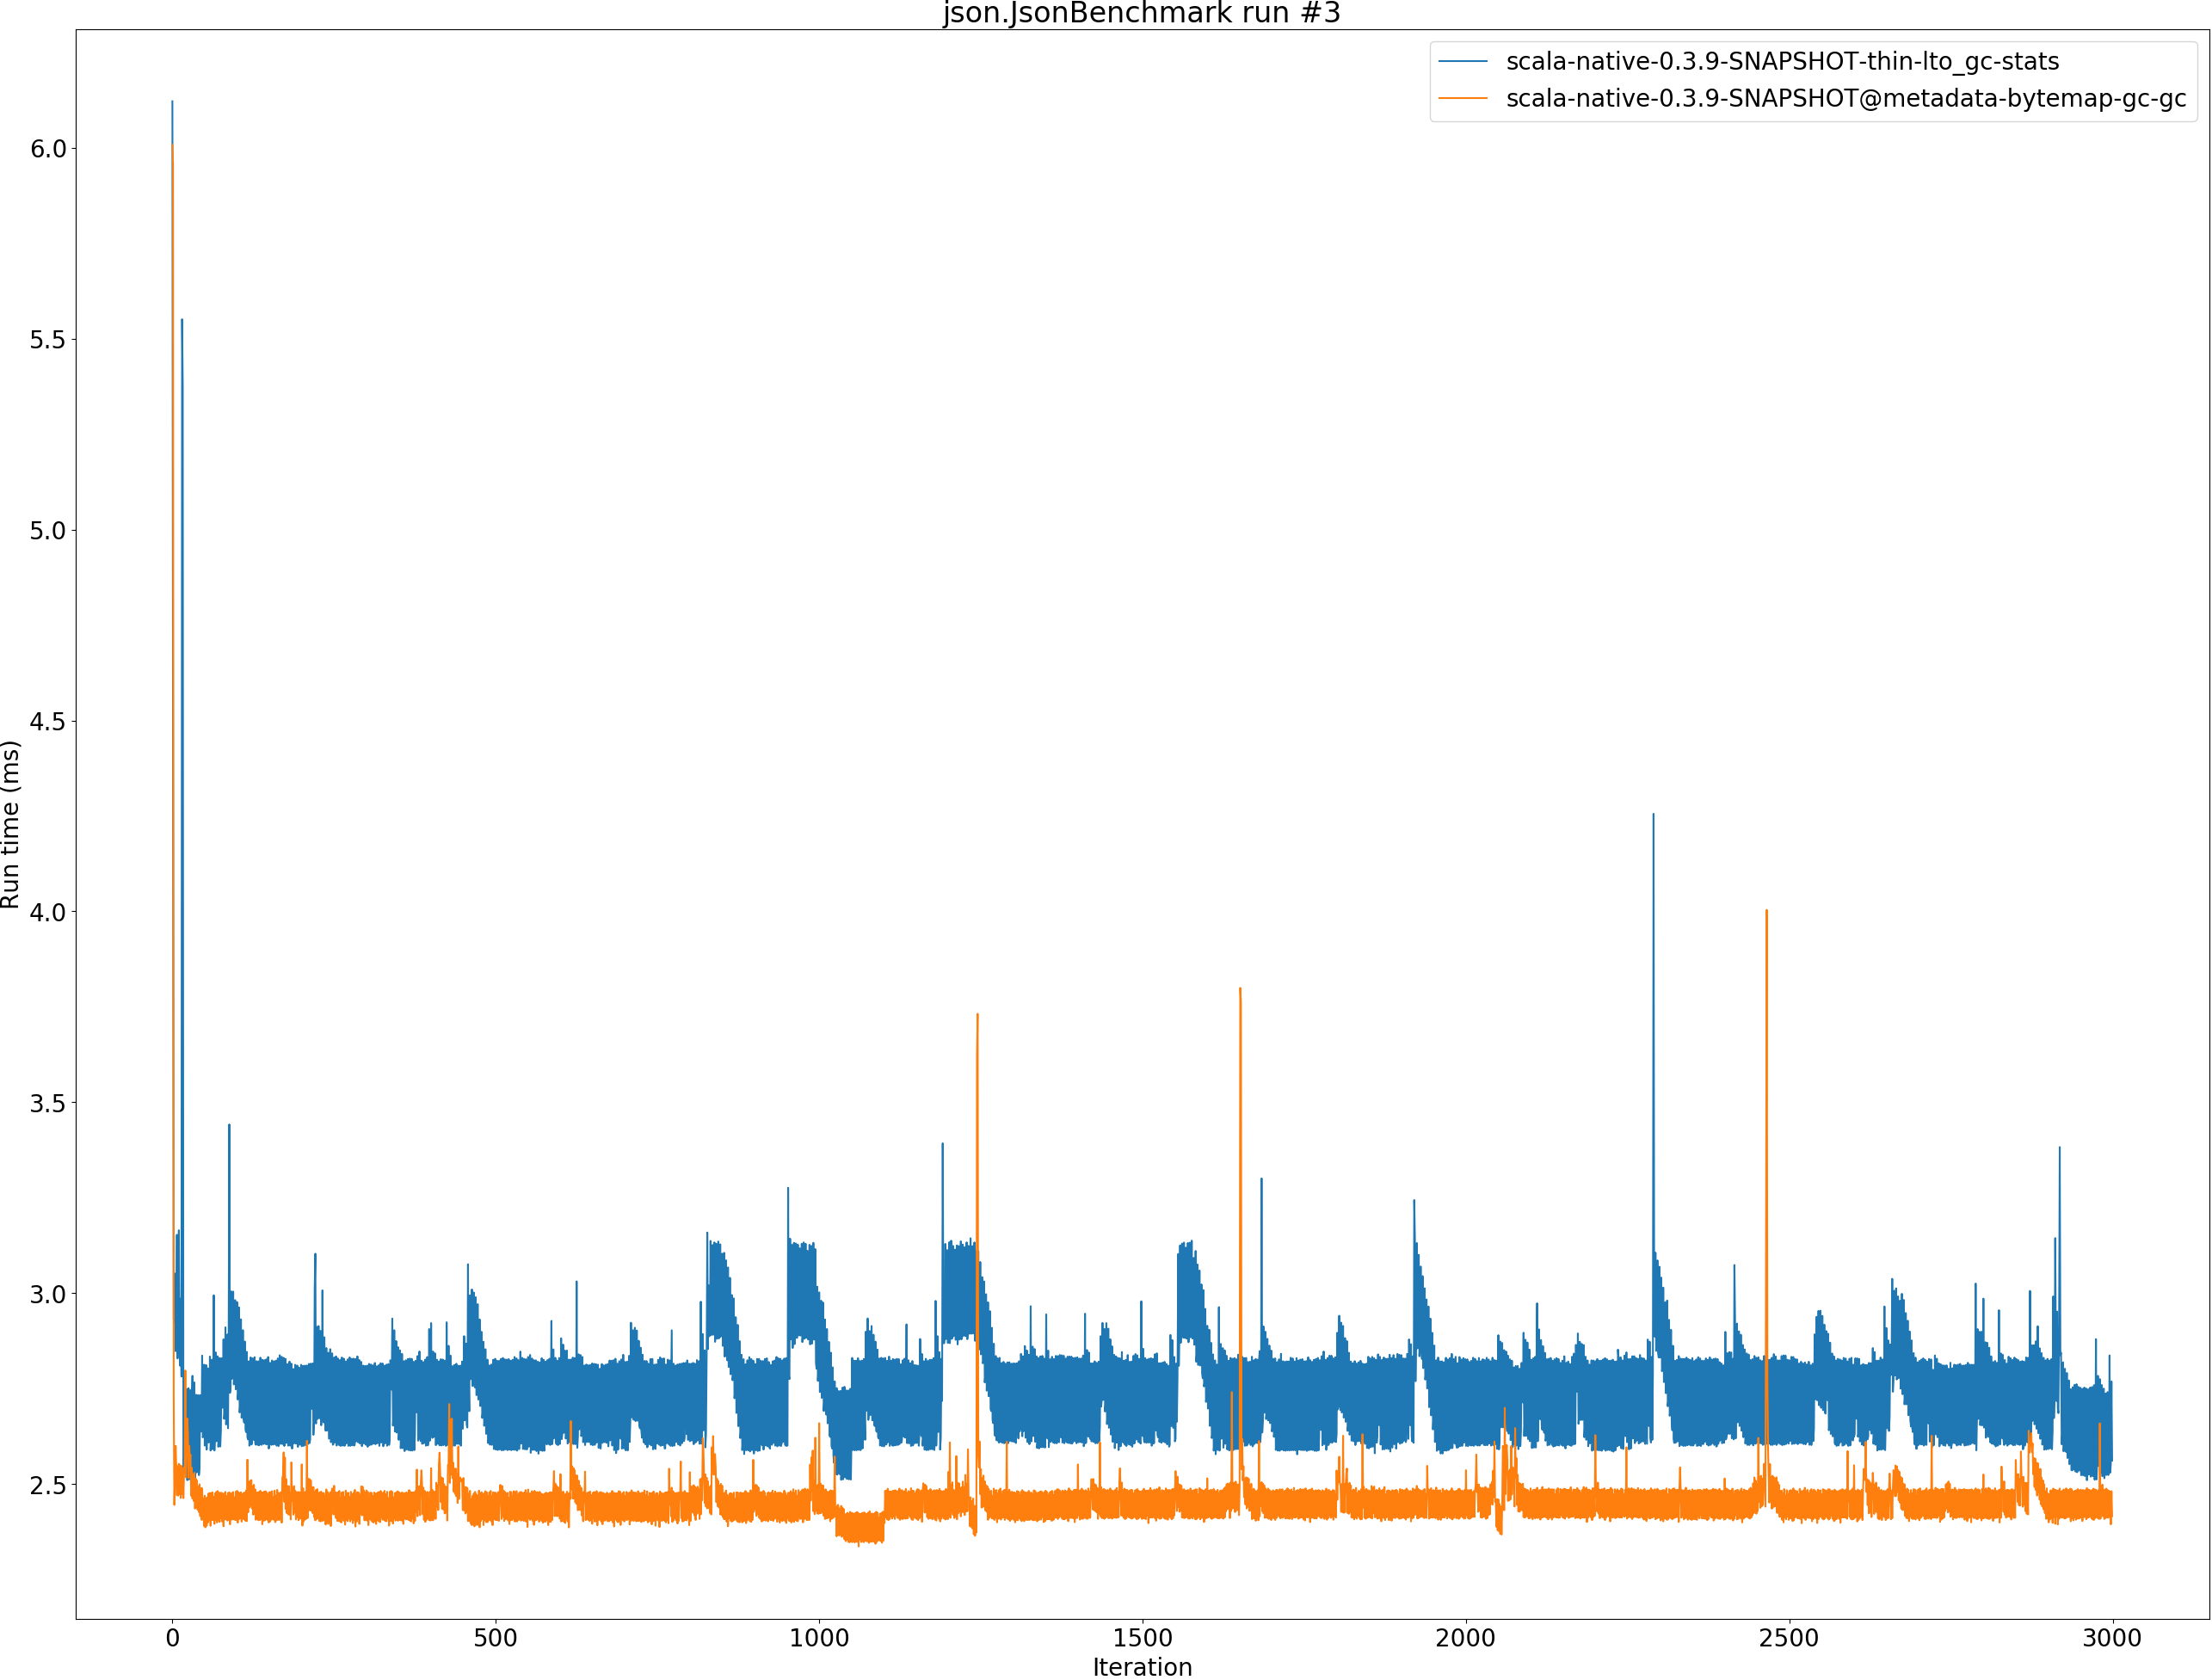 json.JsonBenchmark run #3
scala-native-0.3.9-SNAPSHOT-thin-lto_gc-stats
scala-native-0.3.9-SNAPSHOT@metadata-bytemap-gc-gc
6.0
5.5
5.0
4.5
4.0
3.5
3.0
2.5
Run time (ms)
0 500 1000 1500 2000 2500 3000
Iteration